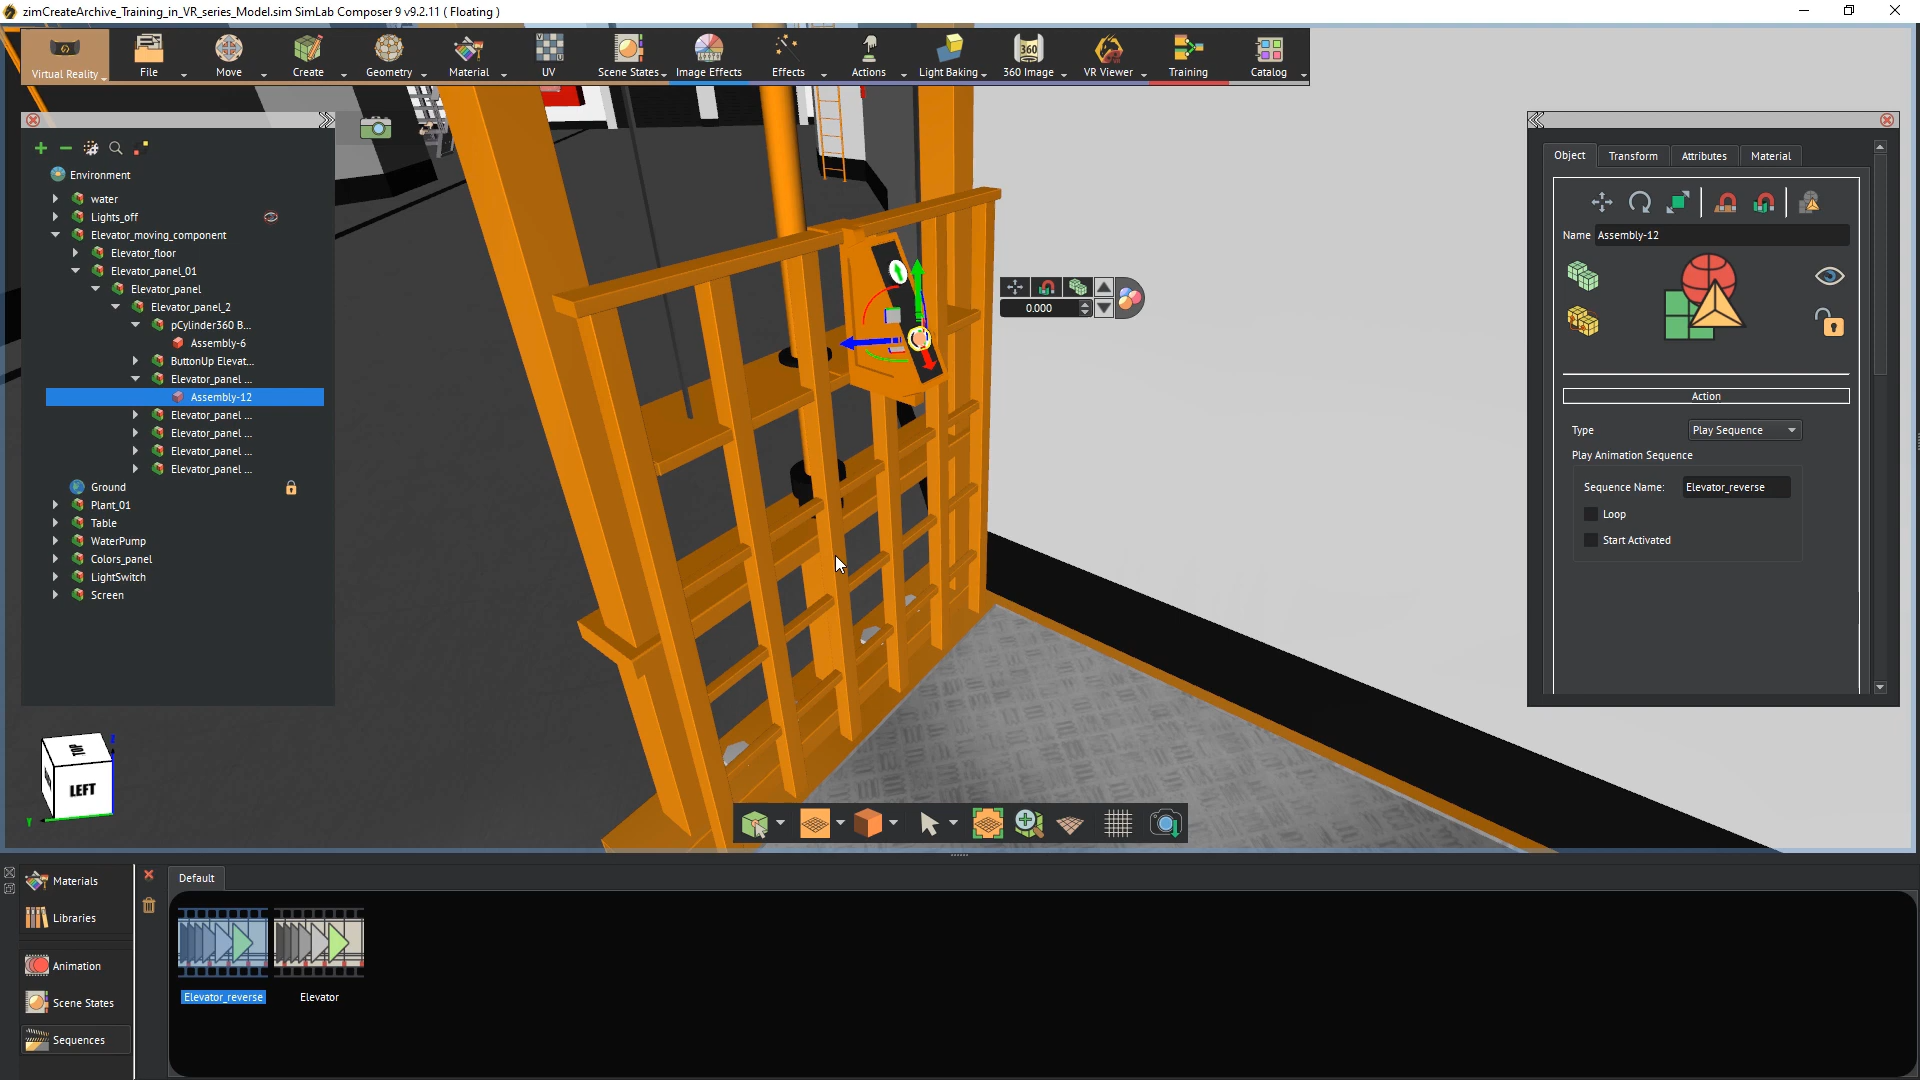 zimCreateArchive_Training_in_VR_series_Model.sim SimLab Composer 9 v9.2.11 ( Floating )
Virtual Reality
File
Move
Create
Geometry
Material
UV
Scene States
Image Effects
Effects
Actions
Light Baking
360 Image
VR Viewer
Training
Catalog
360
Environment
water
Lights_off
Elevator_moving_component
Elevator_floor
Elevator_panel_01
Elevator_panel
Elevator_panel_2
pCylinder360 B...
Assembly-6
ButtonUp Elevat...
Elevator_panel ...
Assembly-12
Elevator_panel ...
Elevator_panel ...
Elevator_panel ...
Elevator_panel ...
Ground
Plant_01
Table
WaterPump
Colors_panel
LightSwitch
Screen
0.000
Object
Transform
Attributes
Material
Name Assembly-12
Action
Type Play Sequence
Play Animation Sequence
Sequence Name: Elevator_reverse
Loop
Start Activated
LEFT
Y
Materials
Libraries
Animation
Scene States
Sequences
Default
Elevator_reverse
Elevator